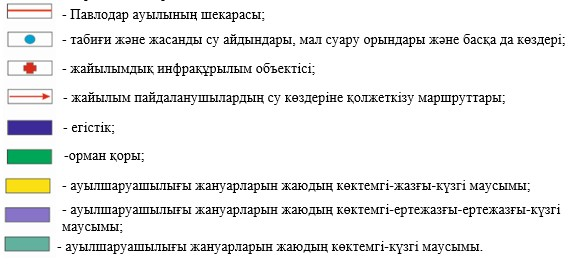 - Павлодар ауылының шекарасы;
- табиғи және жасанды су айдындары, мал суару орындары және басқа да көздері;
- жайылымдық инфрақұрылым объектісі;
- жайылым пайдаланушылардың су көздеріне қолжеткізу маршруттары;
- егістік;
-орман қоры;
- ауылшаруашылығы жануарларын жаюдың көктемгі-жазғы-күзгі маусымы;
- ауылшаруашылығы жануарларын жаюдың көктемгі-ертежазғы-ертежазғы-күзгі
маусымы;
- ауылшаруашылығы жануарларын жаюдың көктемгі-күзгі маусымы.